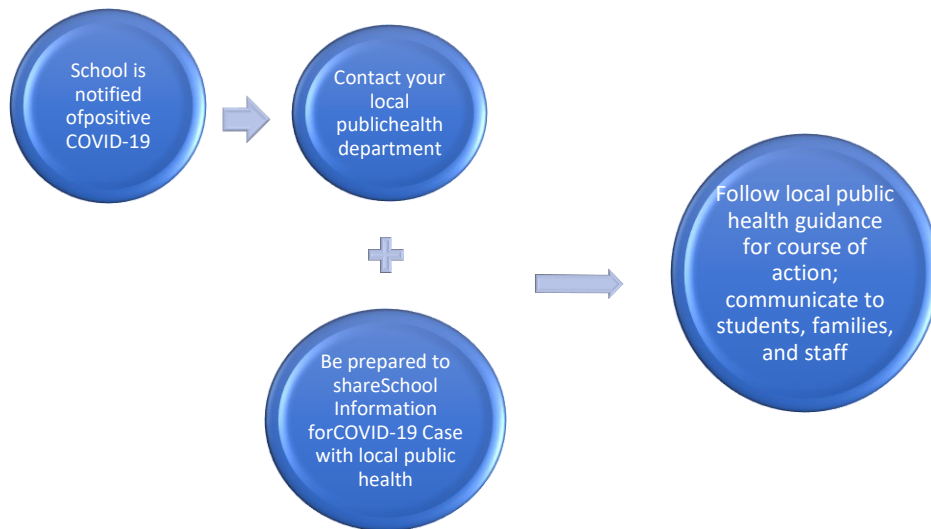 School is
notified
ofpositive
COVID-19
Contact your
local
publichealth
department
Be prepared to
shareSchool
Information
forCOVID-19 Case
with local public
health
Follow local public
health guidance
for course of
action;
communicate to
students, families,
and staff